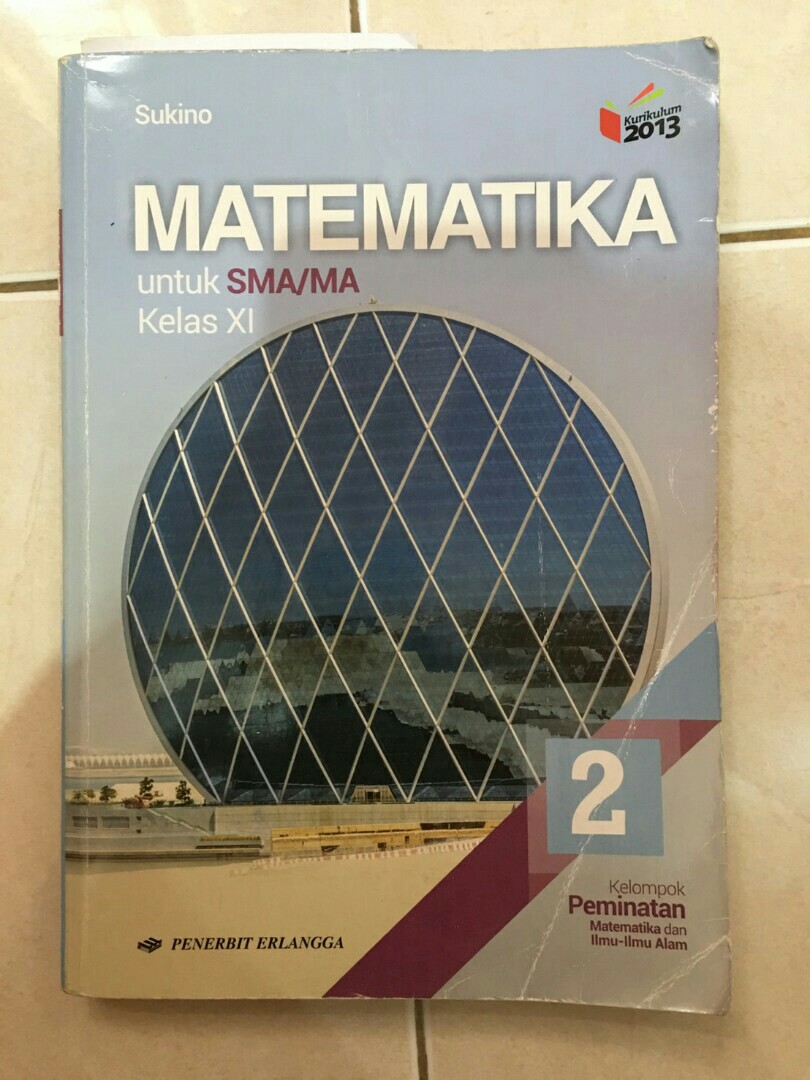 Sukino
Kurikulum
2013
MATEMATIKA
untuk SMA/MA
Kelas XI
2
Kelompok
Peminatan
Matematika dan
Ilmu-Ilmu Alam
PENERBIT ERLANGGA